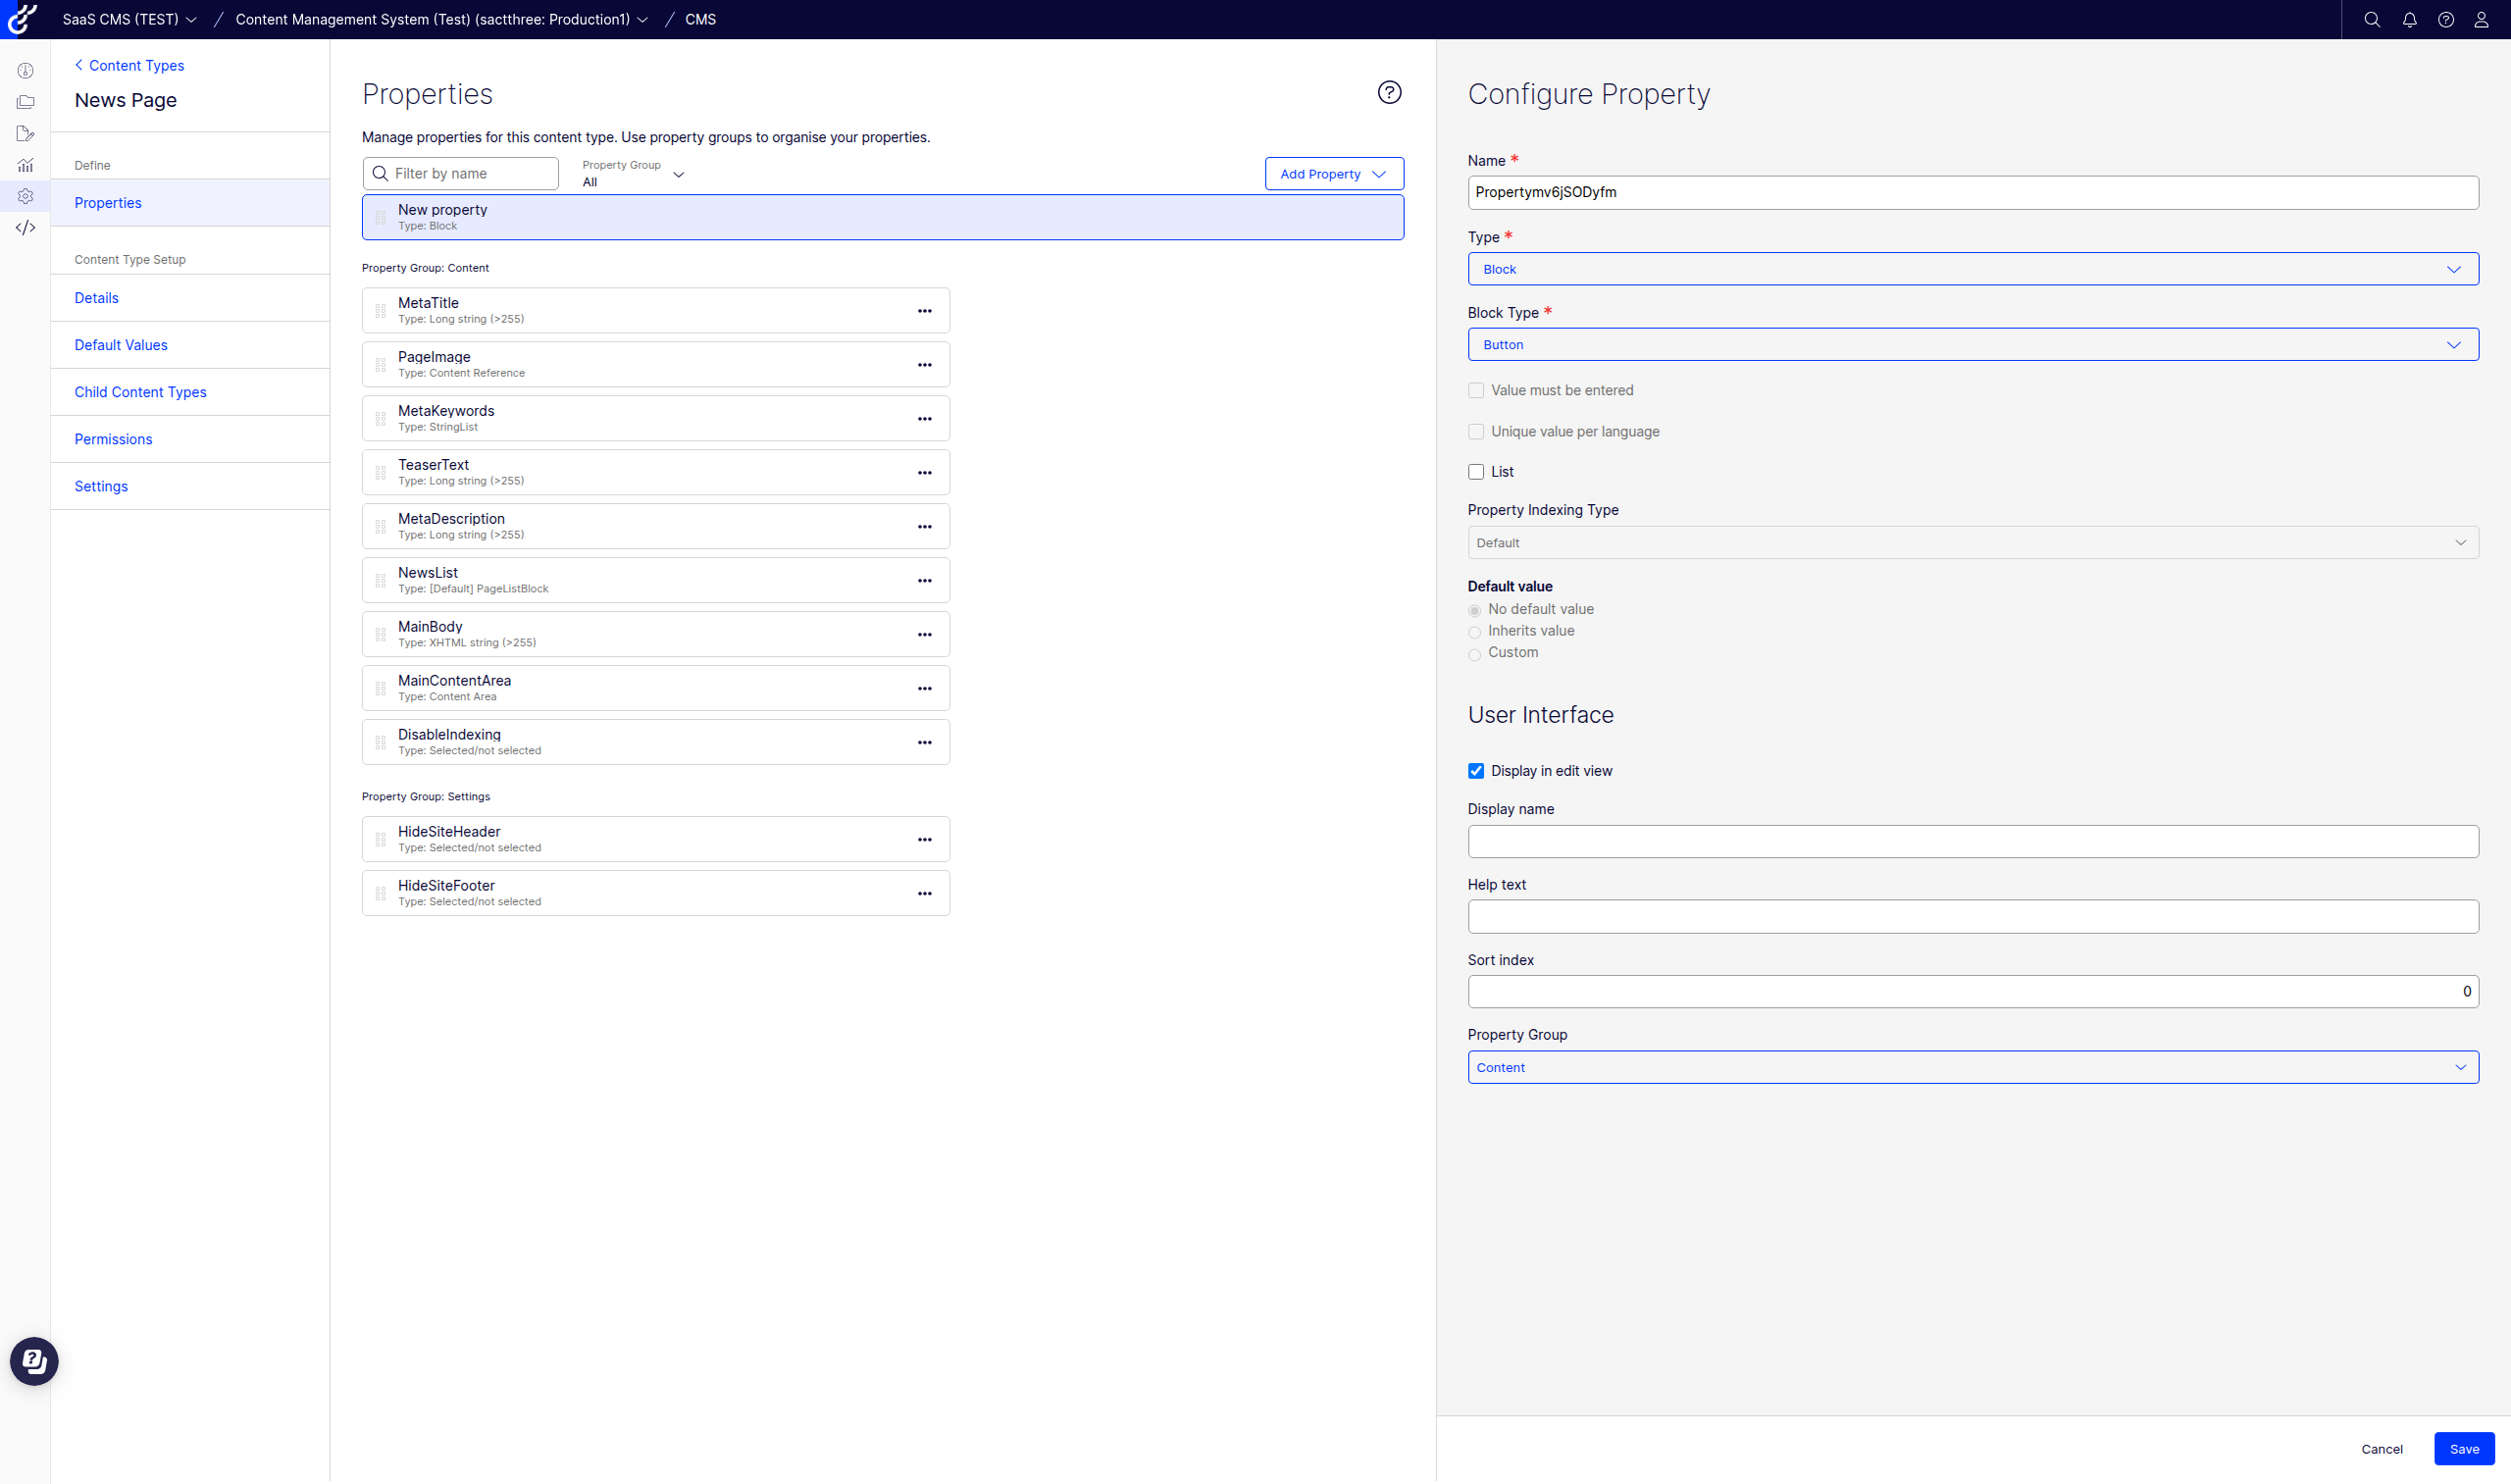 SaaS CMS (TEST) / Content Management System (Test) (sactthree: Production1) / CMS
Content Types
News Page
Define
Properties
Content Type Setup
Details
Default Values
Child Content Types
Permissions
Settings
Properties
Manage properties for this content type. Use property groups to organise your properties.
Filter by name
Property Group
All
Add Property
New property
Type: Block
Property Group: Content
MetaTitle
Type: Long string (>255)
PageImage
Type: Content Reference
MetaKeywords
Type: StringList
TeaserText
Type: Long string (>255)
MetaDescription
Type: Long string (>255)
NewsList
Type: [Default] PageListBlock
MainBody
Type: XHTML string (>255)
MainContentArea
Type: Content Area
DisableIndexing
Type: Selected/not selected
Property Group: Settings
HideSiteHeader
Type: Selected/not selected
HideSiteFooter
Type: Selected/not selected
Configure Property
Name *
Propertymv6jSODyfm
Type *
Block
Block Type *
Button
Value must be entered
Unique value per language
List
Property Indexing Type
Default
Default value
No default value
Inherits value
Custom
User Interface
Display in edit view
Display name
Help text
Sort index
0
Property Group
Content
Cancel
Save